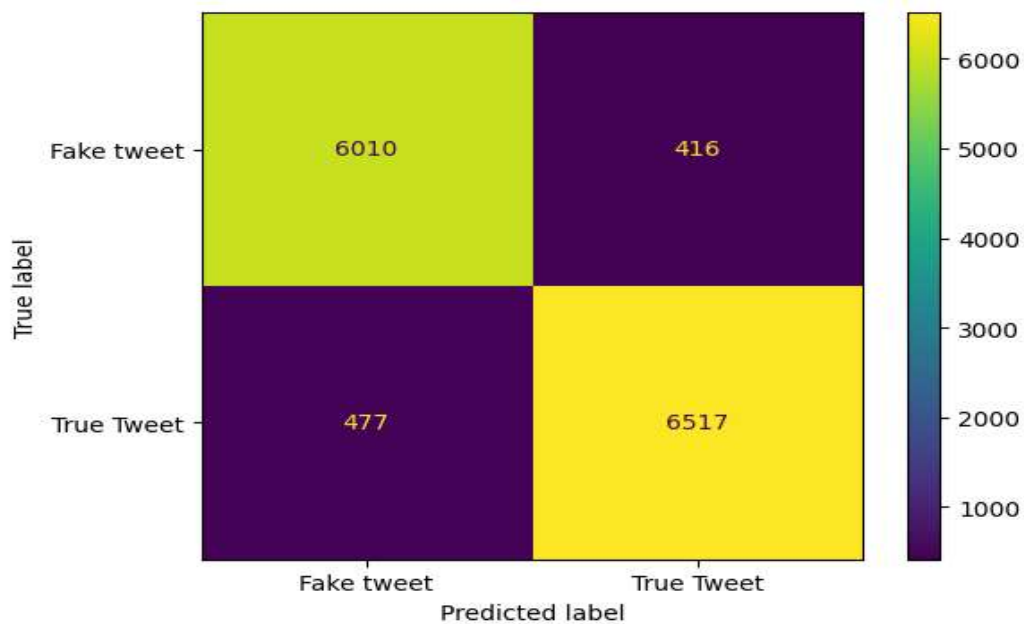 6000
Fake tweet
6010
416
5000
4000
True label
3000
True Tweet
477
6517
2000
1000
Fake tweet
True Tweet
Predicted label